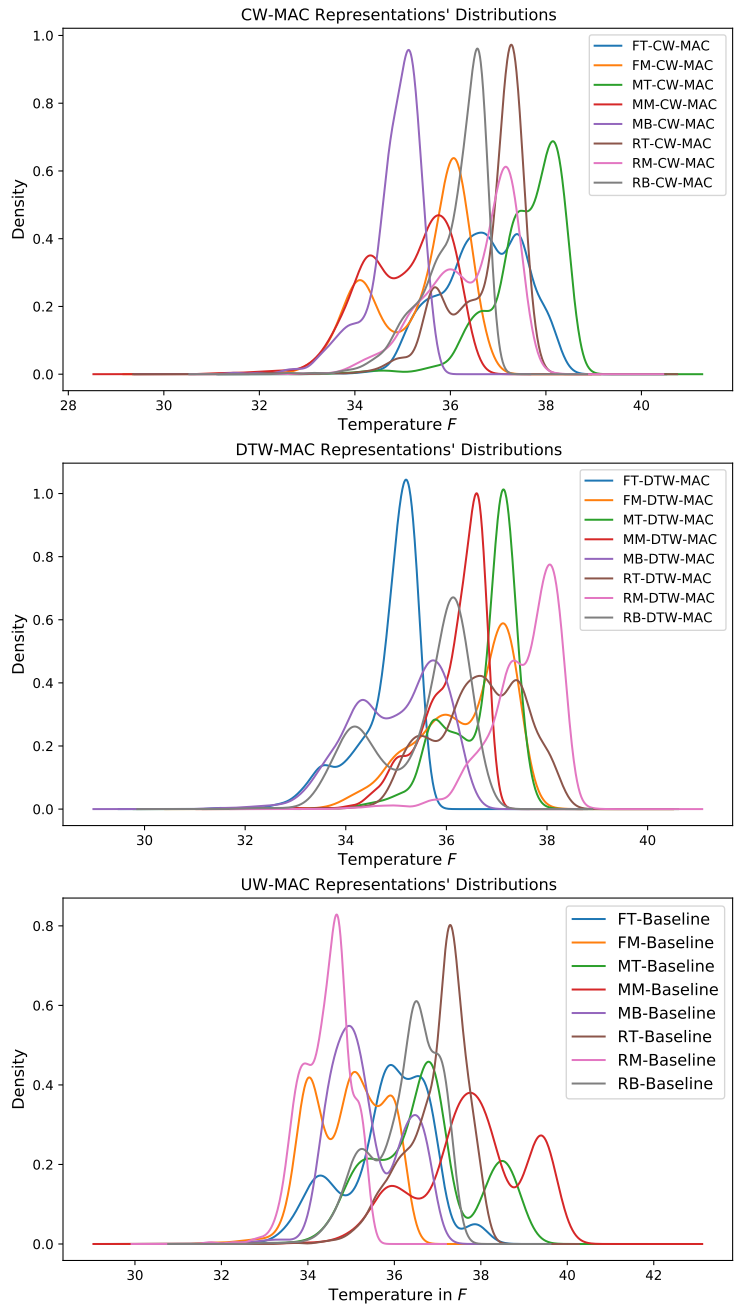 CW-MAC Representations' Distributions
1.0
0.8
0.6
0.4
0.2
0.0
Density
28 30 32 34 36 38 40
Temperature F
FT-CW-MAC
FM-CW-MAC
MT-CW-MAC
MM-CW-MAC
MB-CW-MAC
RT-CW-MAC
RM-CW-MAC
RB-CW-MAC
DTW-MAC Representations' Distributions
1.0
0.8
0.6
0.4
0.2
0.0
Density
30 32 34 36 38 40
Temperature F
FT-DTW-MAC
FM-DTW-MAC
MT-DTW-MAC
MM-DTW-MAC
MB-DTW-MAC
RT-DTW-MAC
RM-DTW-MAC
RB-DTW-MAC
UW-MAC Representations' Distributions
0.8
0.6
0.4
0.2
0.0
Density
30 32 34 36 38 40 42
Temperature in F
FT-Baseline
FM-Baseline
MT-Baseline
MM-Baseline
MB-Baseline
RT-Baseline
RM-Baseline
RB-Baseline